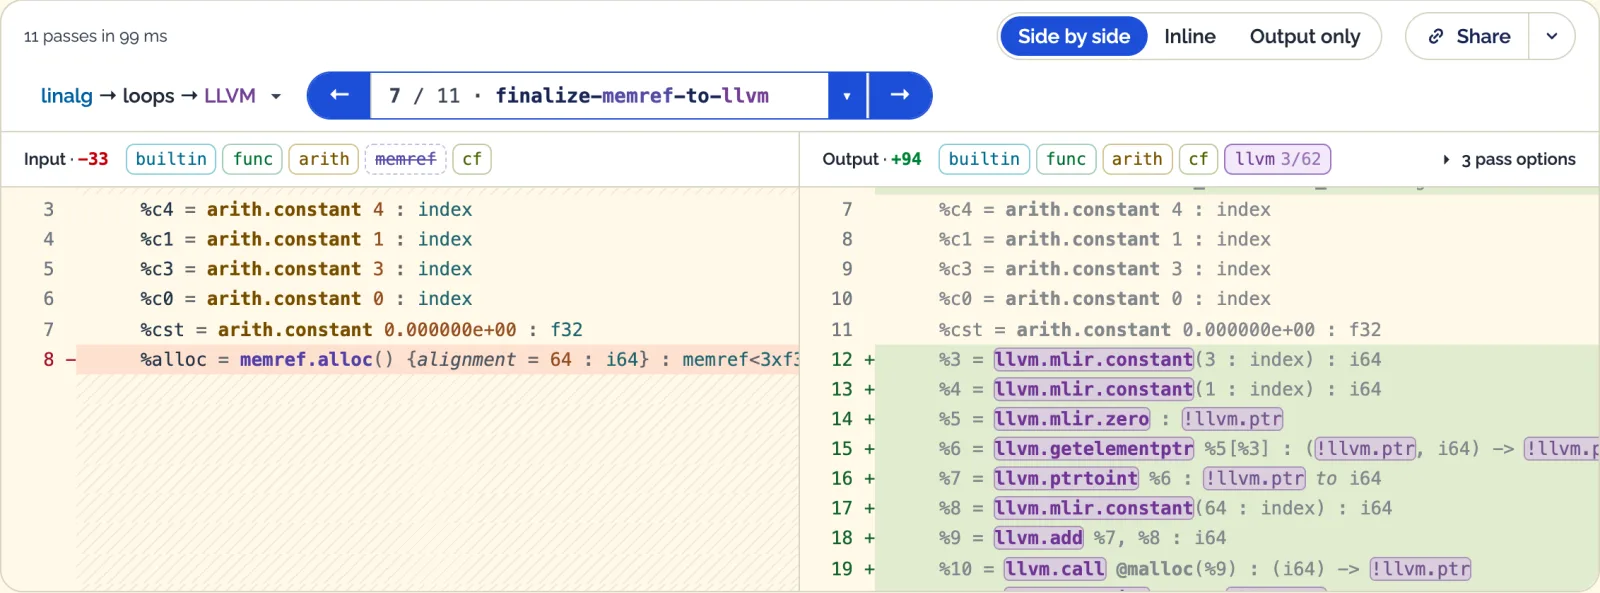 11 passes in 99 ms
Side by side Inline Output only Share
linalg → loops → LLVM ← 7 / 11 · finalize-memref-to-llvm →
Input · −33 builtin func arith memref cf
Output · +94 builtin func arith cf llvm 3/62 3 pass options
3 %c4 = arith.constant 4 : index
4 %c1 = arith.constant 1 : index
5 %c3 = arith.constant 3 : index
6 %c0 = arith.constant 0 : index
7 %cst = arith.constant 0.000000e+00 : f32
8 − %alloc = memref.alloc() {alignment = 64 : i64} : memref<3xf3
7 %c4 = arith.constant 4 : index
8 %c1 = arith.constant 1 : index
9 %c3 = arith.constant 3 : index
10 %c0 = arith.constant 0 : index
11 %cst = arith.constant 0.000000e+00 : f32
12 + %3 = llvm.mlir.constant(3 : index) : i64
13 + %4 = llvm.mlir.constant(1 : index) : i64
14 + %5 = llvm.mlir.zero : !llvm.ptr
15 + %6 = llvm.getelementptr %5[%3] : (!llvm.ptr, i64) -> !llvm.p
16 + %7 = llvm.ptrtoint %6 : !llvm.ptr to i64
17 + %8 = llvm.mlir.constant(64 : index) : i64
18 + %9 = llvm.add %7, %8 : i64
19 + %10 = llvm.call @malloc(%9) : (i64) -> !llvm.ptr